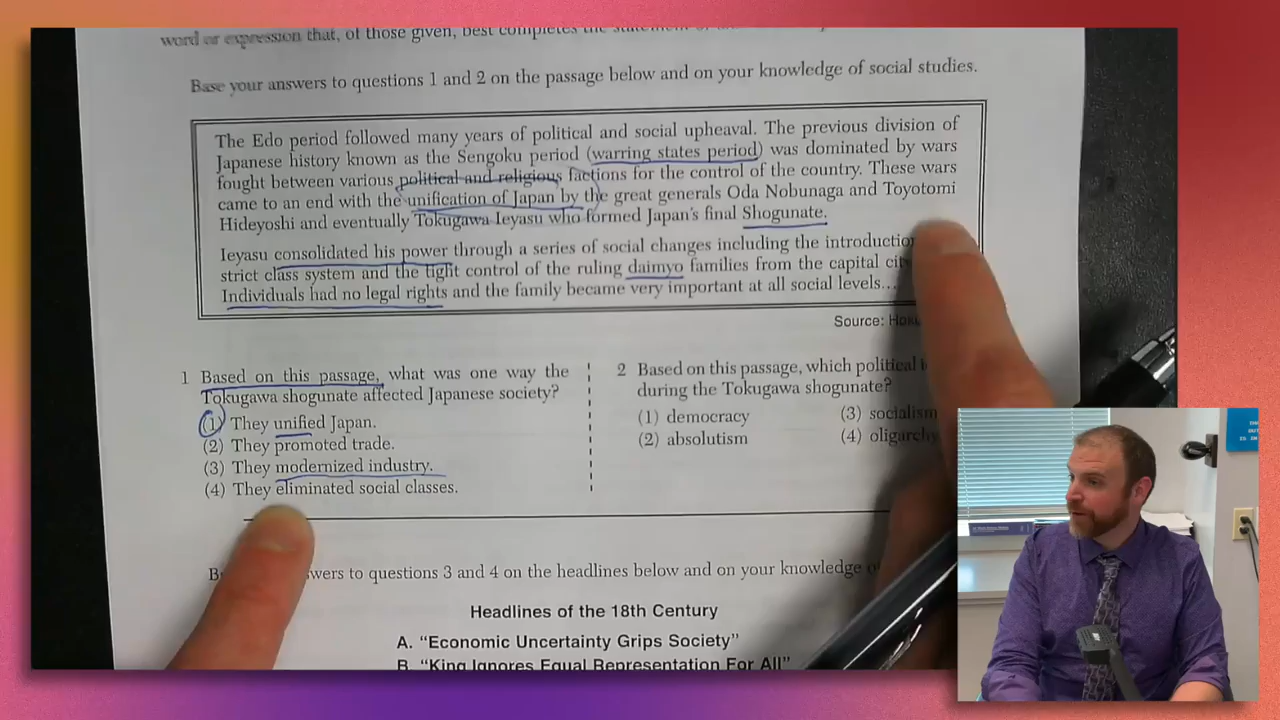 word or expression that, of those given, best completes the
Base your answers to questions 1 and 2 on the passage below and on your knowledge of social studies.
The Edo period followed many years of political and social upheaval. The previous division of
Japanese history known as the Sengoku period (warring states period) was dominated by wars
fought between various political and religious factions for the control of the country. These wars
came to an end with the unification of Japan by the great generals Oda Nobunaga and Toyotomi
Hideyoshi and eventually Tokugawa Ieyasu who formed Japan's final Shogunate.
Ieyasu consolidated his power through a series of social changes including the
strict class system and the tight control of the ruling daimyo families from the capital
Individuals had no legal rights and the family became very important at all social levels…
Source:
1 Based on this passage, what was one way the
Tokugawa shogunate affected Japanese society?
(1) They unified Japan.
(2) They promoted trade.
(3) They modernized industry.
(4) They eliminated social classes.
2 Based on this passage, which political
during the Tokugawa shogunate?
(1) democracy
(2) absolutism
(3) socialism
(4) oligarchy
to questions 3 and 4 on the headlines below and on your knowledge
Headlines of the 18th Century
A. "Economic Uncertainty Grips Society"
B. "King Ignores Equal Representation For All"